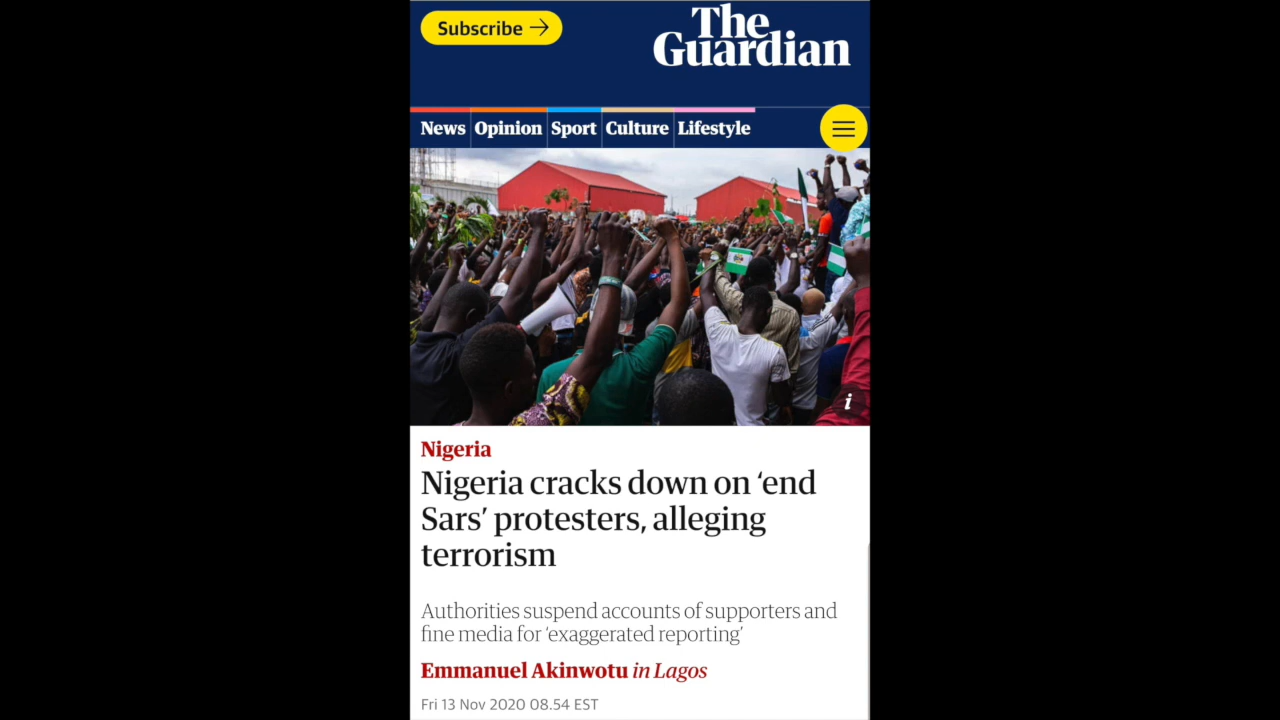 Subscribe →
The
Guardian
News Opinion Sport Culture Lifestyle
i
Nigeria
Nigeria cracks down on ‘end
Sars’ protesters, alleging
terrorism
Authorities suspend accounts of supporters and
fine media for ‘exaggerated reporting’
Emmanuel Akinwotu in Lagos
Fri 13 Nov 2020 08.54 EST